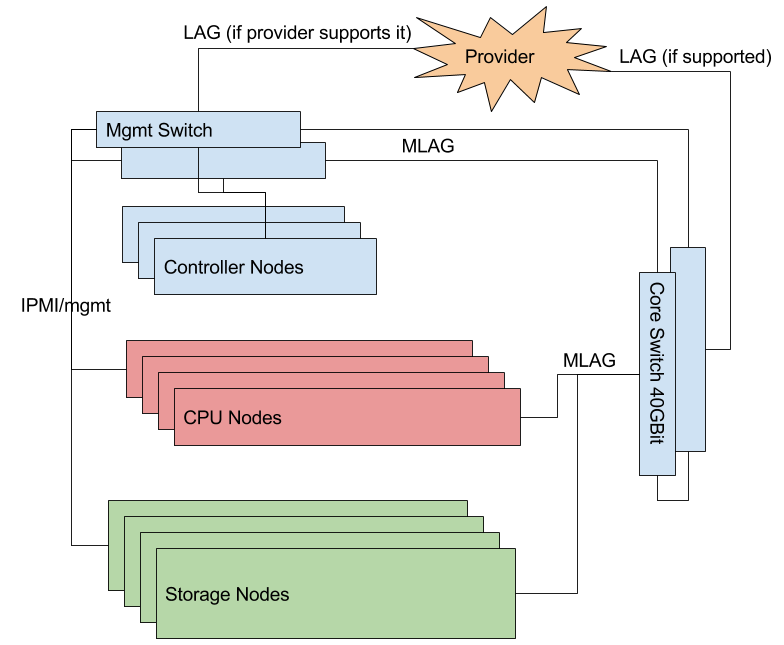 LAG (if provider supports it)
Provider
LAG (if supported)
Mgmt Switch
MLAG
Controller Nodes
IPMI/mgmt
Core Switch 40GBit
MLAG
CPU Nodes
Storage Nodes